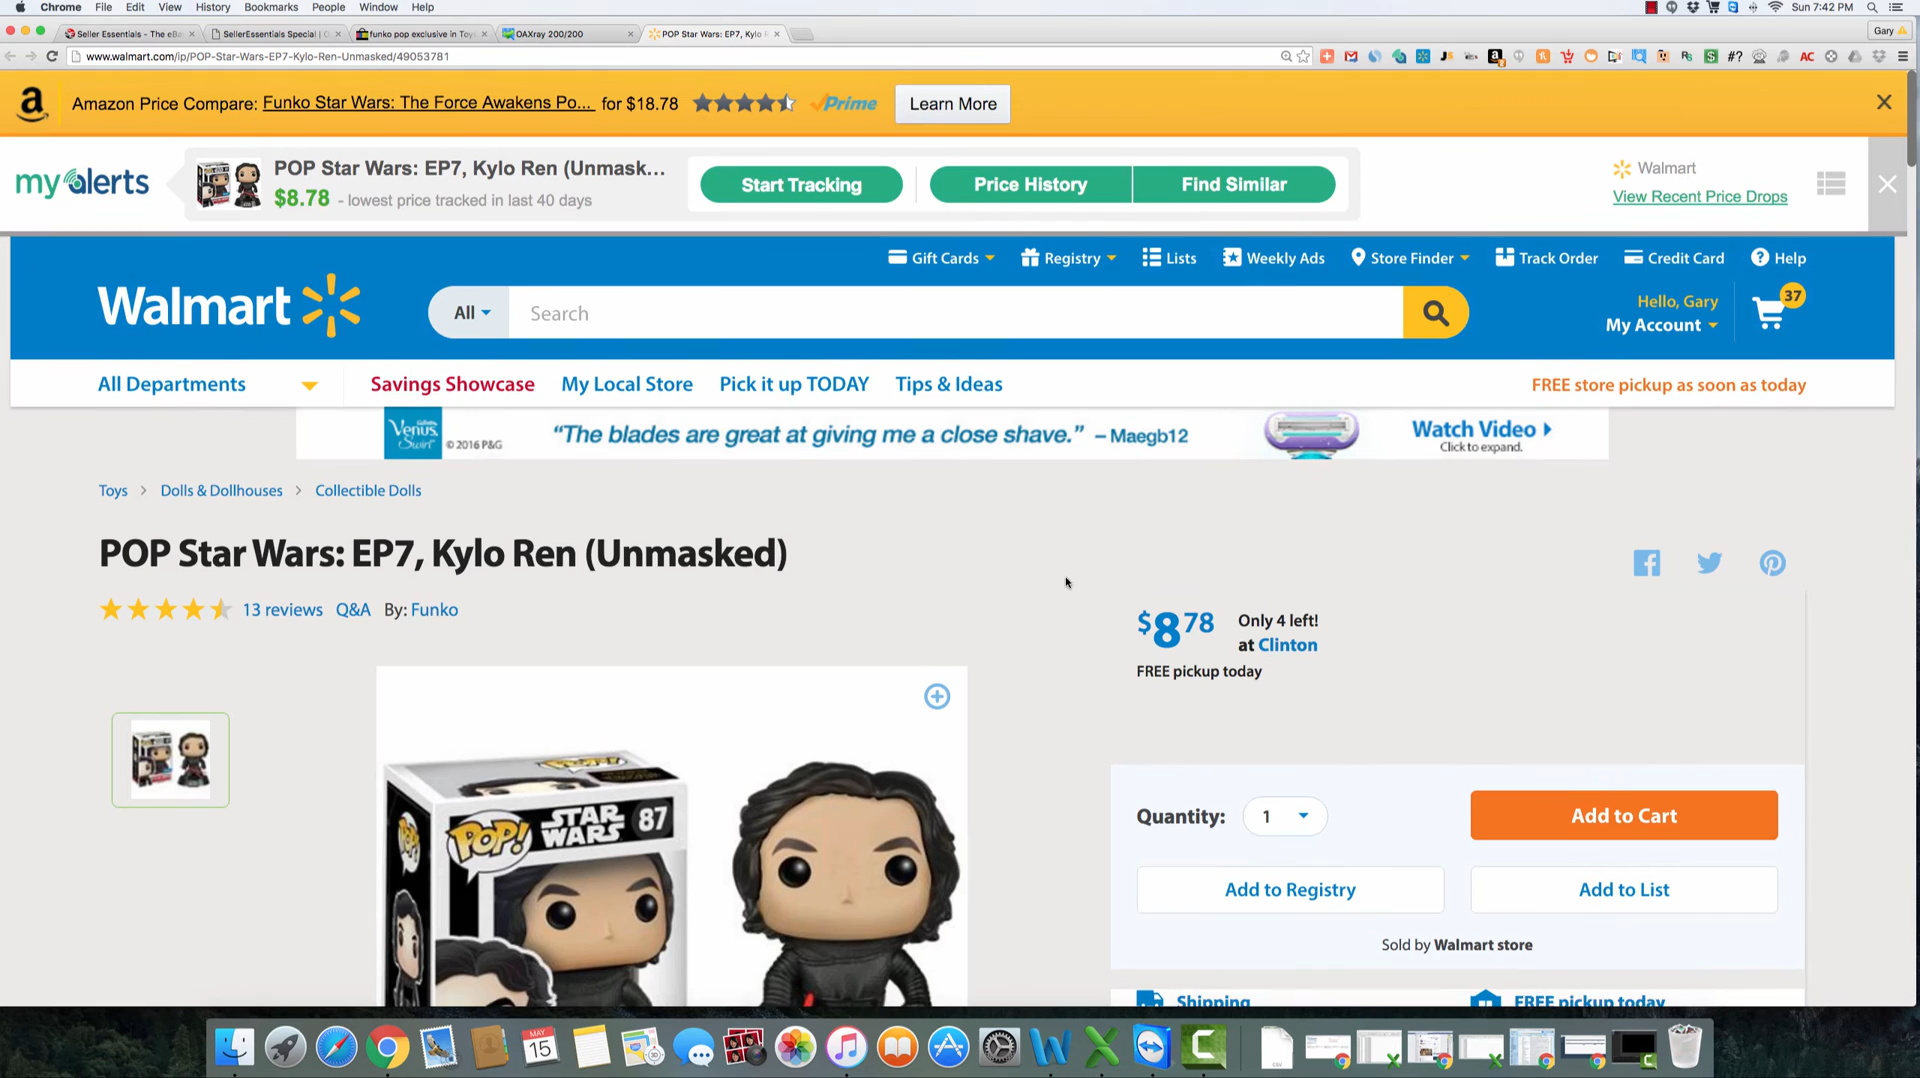 Chrome File Edit View History Bookmarks People Window Help Sun 7:42 PM
Seller Essentials - The eBa SellerEssentials Special | O funko pop exclusive in Toys OAXray 200/200 POP Star Wars: EP7, Kylo R Gary
www.walmart.com/ip/POP-Star-Wars-EP7-Kylo-Ren-Unmasked/49053781
Amazon Price Compare: Funko Star Wars: The Force Awakens Po... for $18.78 Prime Learn More
my alerts
POP Star Wars: EP7, Kylo Ren (Unmask...
$8.78 - lowest price tracked in last 40 days
Start Tracking Price History Find Similar
Walmart
View Recent Price Drops
Gift Cards Registry Lists Weekly Ads Store Finder Track Order Credit Card Help
Walmart All Search
Hello, Gary
My Account
37
All Departments Savings Showcase My Local Store Pick it up TODAY Tips & Ideas FREE store pickup as soon as today
Venus
Swirl © 2016 P&G
“The blades are great at giving me a close shave.” – Maegb12
Watch Video
Click to expand.
Toys > Dolls & Dollhouses > Collectible Dolls
POP Star Wars: EP7, Kylo Ren (Unmasked)
13 reviews Q&A By: Funko
$8 78
Only 4 left!
at Clinton
FREE pickup today
POP!
STAR
WARS 87
Quantity: 1 Add to Cart
Add to Registry Add to List
Sold by Walmart store
Shipping FREE pickup today
MAY
15